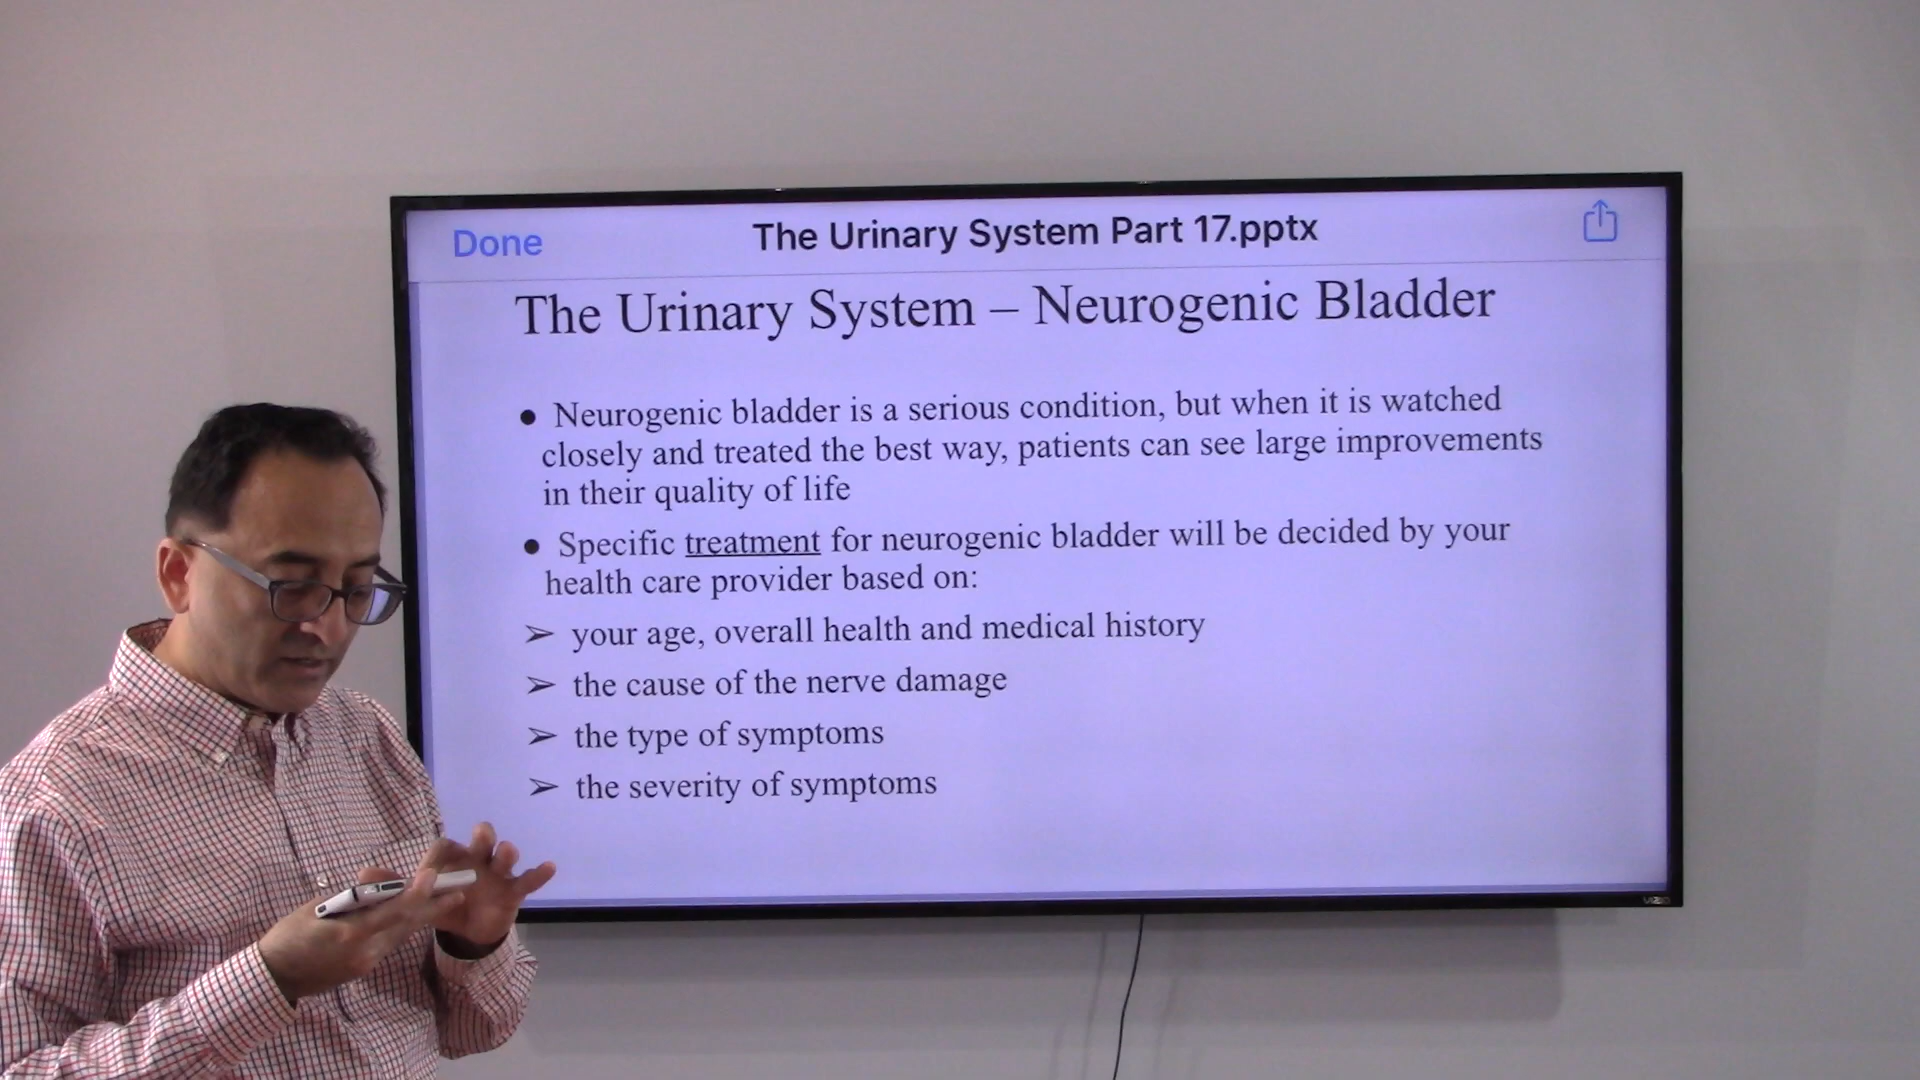 Done
The Urinary System Part 17.pptx
The Urinary System – Neurogenic Bladder
● Neurogenic bladder is a serious condition, but when it is watched
closely and treated the best way, patients can see large improvements
in their quality of life
● Specific treatment for neurogenic bladder will be decided by your
health care provider based on:
➢ your age, overall health and medical history
➢ the cause of the nerve damage
➢ the type of symptoms
➢ the severity of symptoms
VIZIO